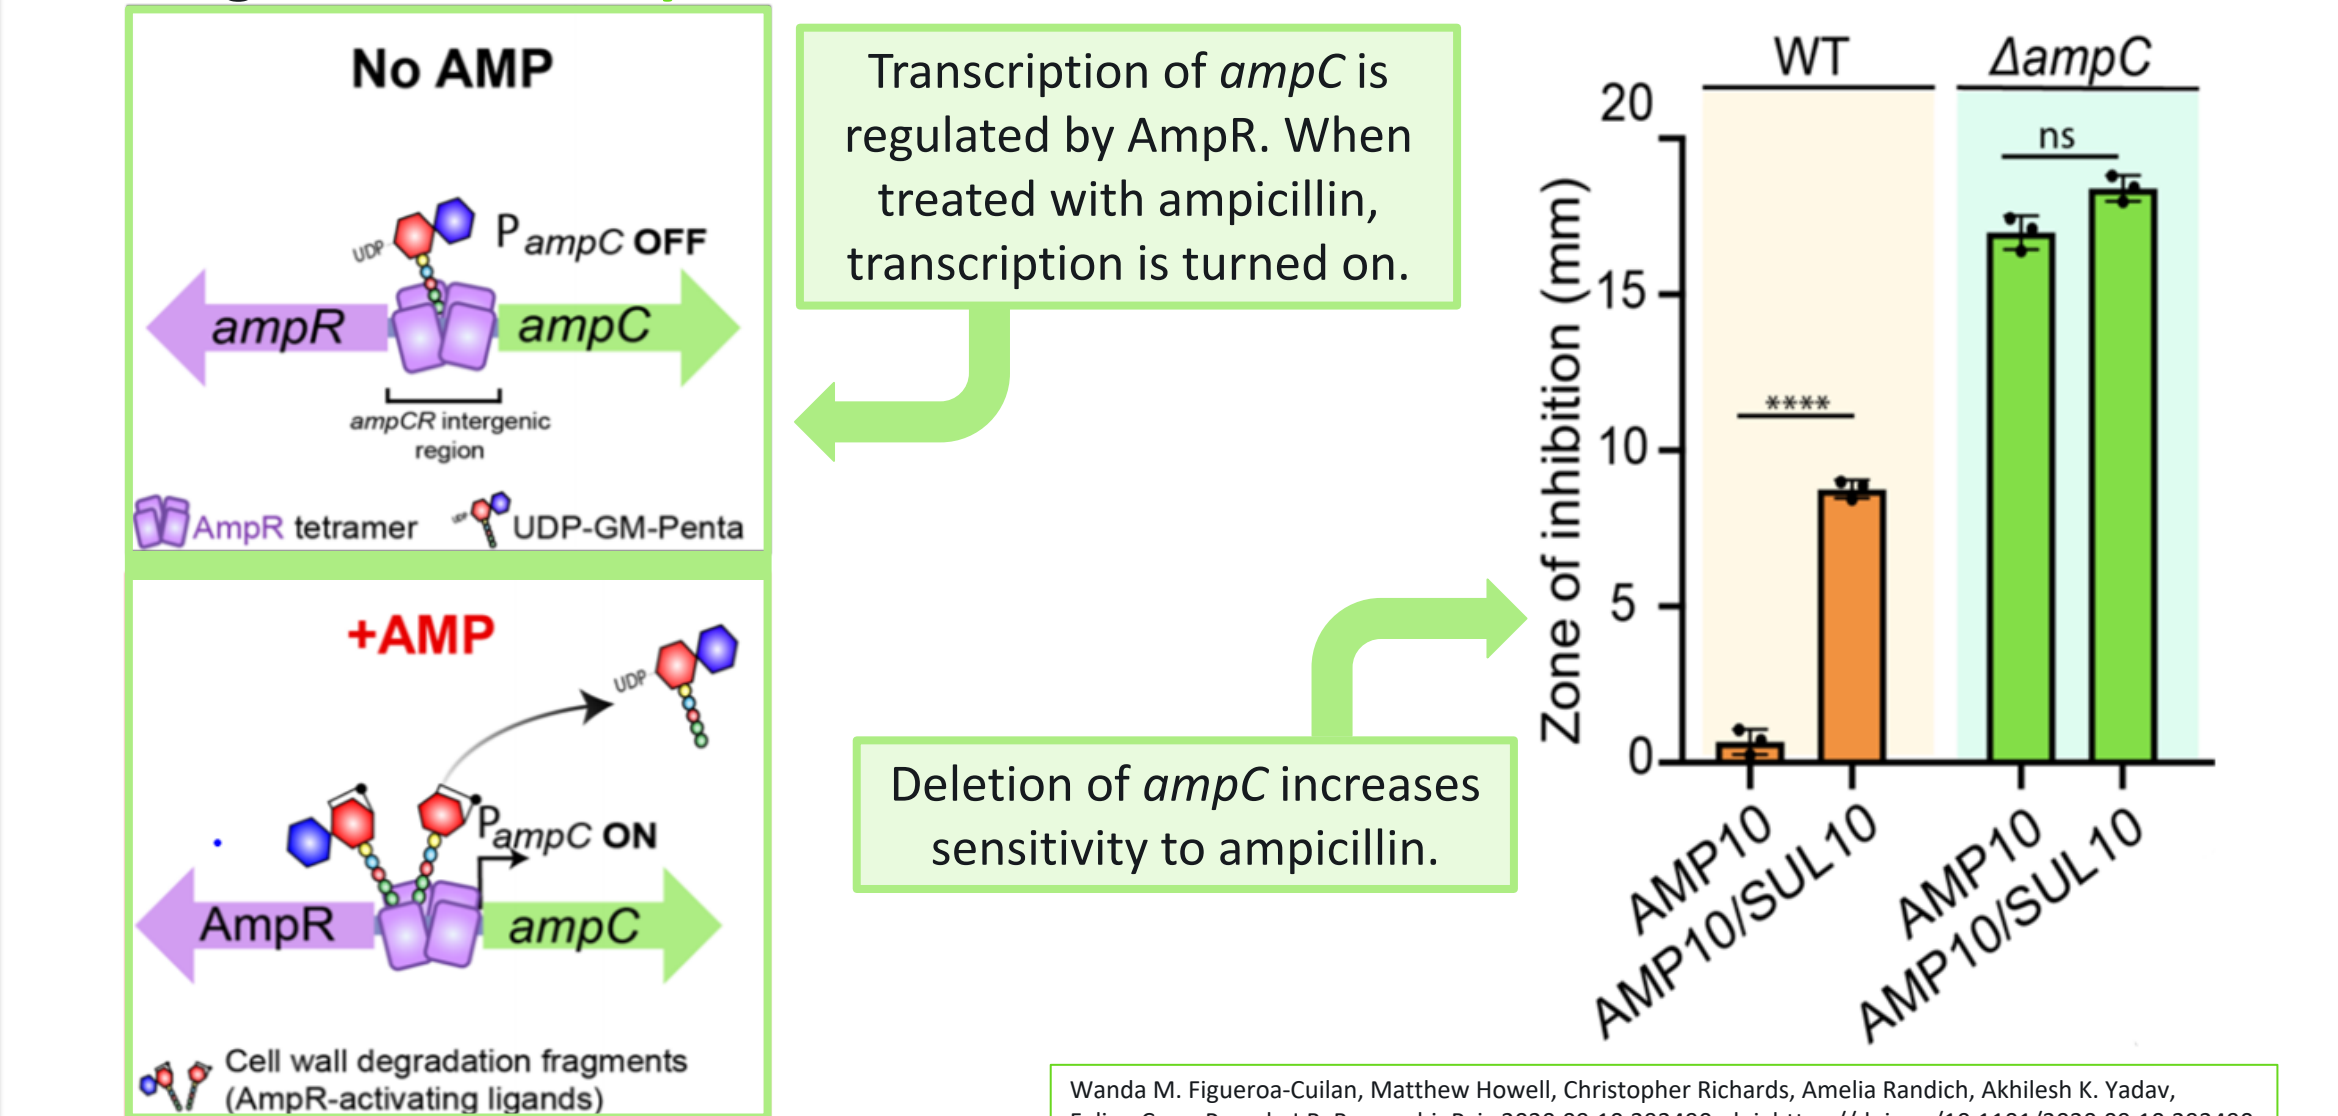 No AMP
UDP
P ampC OFF
ampR
ampC
ampCR intergenic
region
AmpR tetramer
UDP
UDP-GM-Penta
+AMP
UDP
PampC ON
AmpR
ampC
Cell wall degradation fragments
(AmpR-activating ligands)
Transcription of ampC is
regulated by AmpR. When
treated with ampicillin,
transcription is turned on.
Deletion of ampC increases
sensitivity to ampicillin.
WT
ΔampC
Zone of inhibition (mm)
20
15
10
5
0
****
ns
AMP10
AMP10/SUL10
AMP10
AMP10/SUL10
Wanda M. Figueroa-Cuilan, Matthew Howell, Christopher Richards, Amelia Randich, Akhilesh K. Yadav,